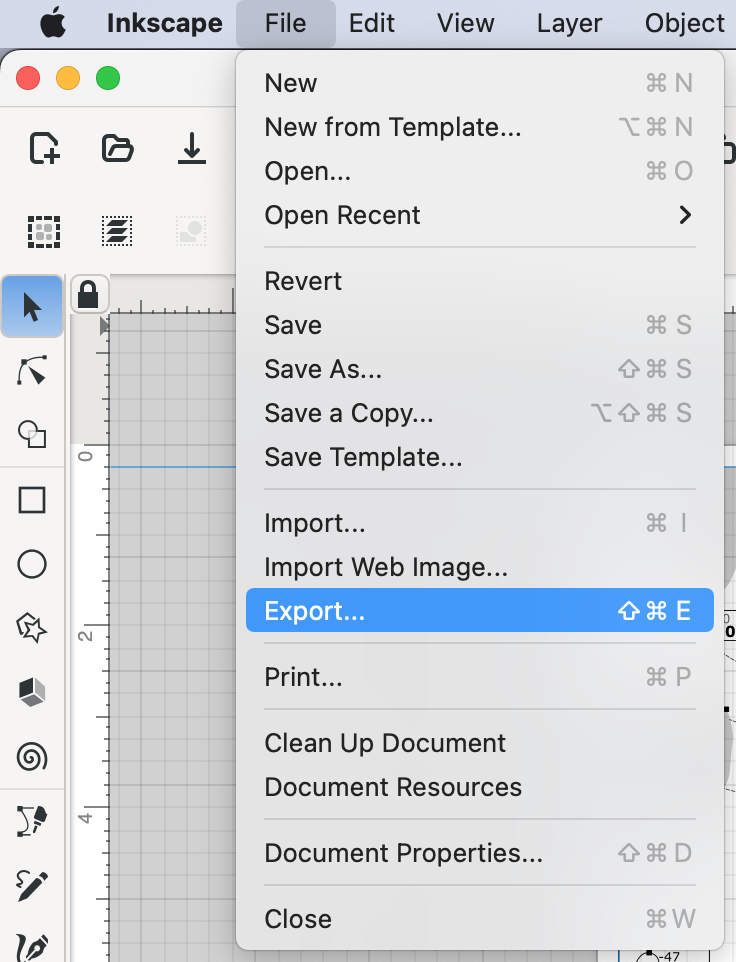 Inkscape File Edit View Layer Object
New ⌘ N
New from Template... ⌥ ⌘ N
Open... ⌘ O
Open Recent
Revert
Save ⌘ S
Save As... ⇧ ⌘ S
Save a Copy... ⌥ ⇧ ⌘ S
Save Template...
0
Import... ⌘ I
Import Web Image...
Export... ⇧ ⌘ E
2
Print... ⌘ P
Clean Up Document
Document Resources
4
Document Properties... ⇧ ⌘ D
Close ⌘ W
-47